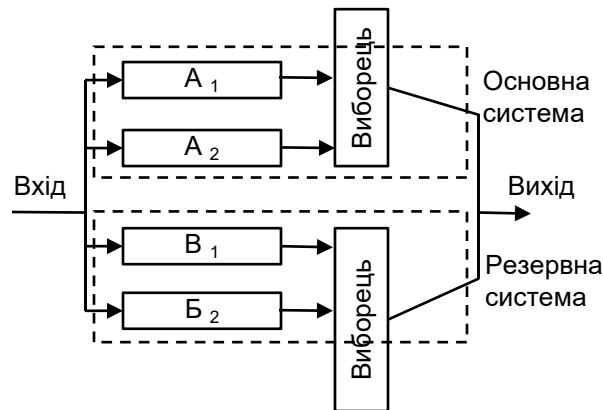 А 1
Виборець
Основна
система
А 2
Вхід
Вихід
В 1
Виборець
Резервна
система
Б 2